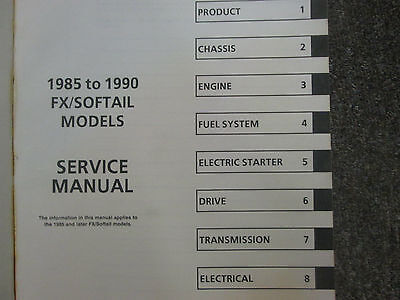 1985 to 1990
FX/SOFTAIL
MODELS
SERVICE
MANUAL
The information in this manual applies to
the 1985 and later FX/Softail models.
PRODUCT 1
CHASSIS 2
ENGINE 3
FUEL SYSTEM 4
ELECTRIC STARTER 5
DRIVE 6
TRANSMISSION 7
ELECTRICAL 8